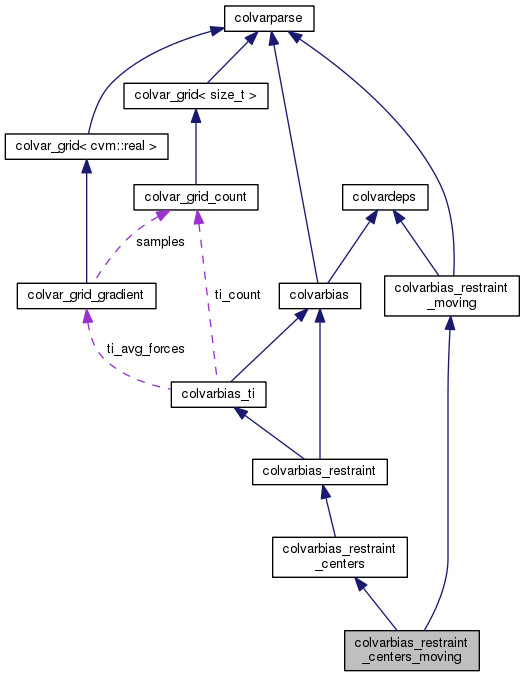 colvarparse
colvar_grid< size_t >
colvar_grid< cvm::real >
colvar_grid_count
colvardeps
samples
colvar_grid_gradient
ti_count
colvarbias
colvarbias_restraint
_moving
ti_avg_forces
colvarbias_ti
colvarbias_restraint
colvarbias_restraint
_centers
colvarbias_restraint
_centers_moving